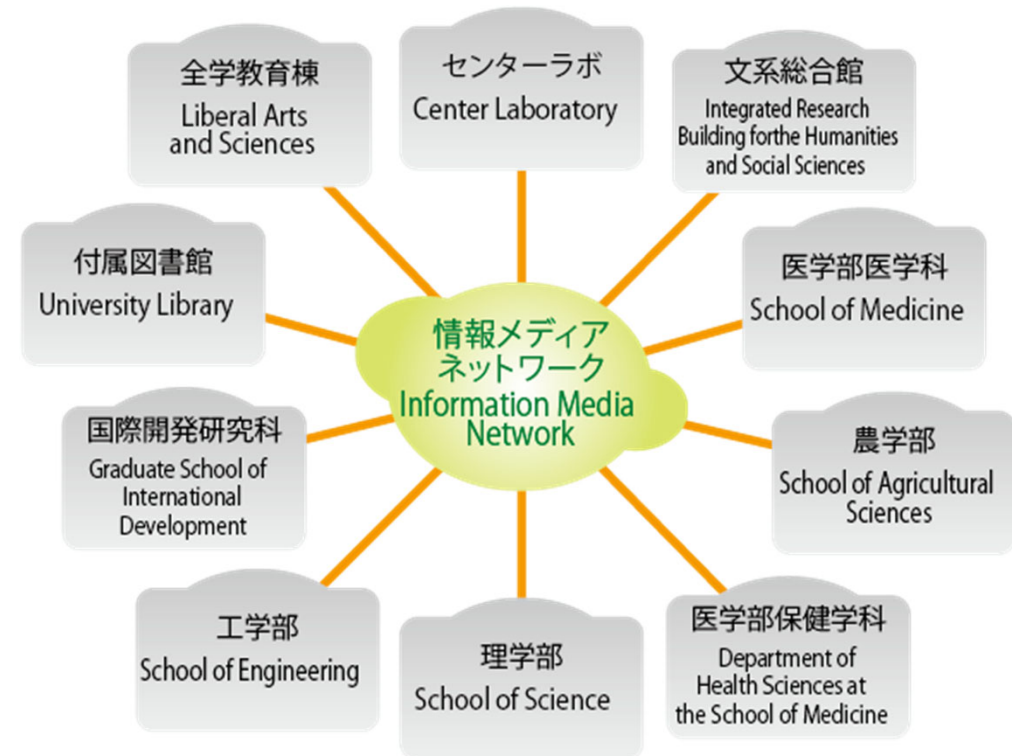 全学教育棟
Liberal Arts
and Sciences
センターラボ
Center Laboratory
文系総合館
Integrated Research
Building forthe Humanities
and Social Sciences
付属図書館
University Library
医学部医学科
School of Medicine
情報メディア
ネットワーク
Information Media
Network
国際開発研究科
Graduate School of
International
Development
農学部
School of Agricultural
Sciences
工学部
School of Engineering
理学部
School of Science
医学部保健学科
Department of
Health Sciences at
the School of Medicine